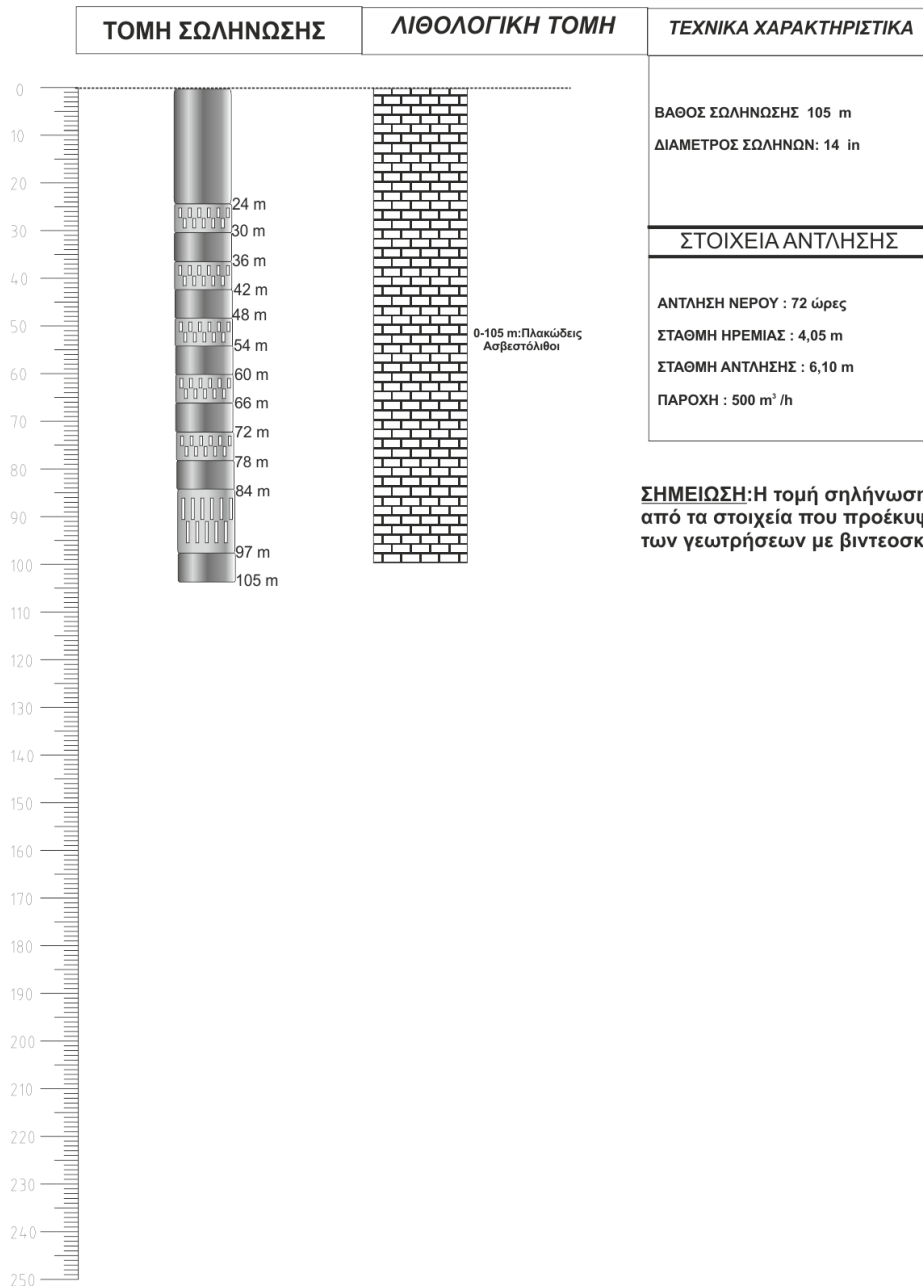 ΤΟΜΗ ΣΩΛΗΝΩΣΗΣ
ΛΙΘΟΛΟΓΙΚΗ ΤΟΜΗ
ΤΕΧΝΙΚΑ ΧΑΡΑΚΤΗΡΙΣΤΙΚΑ
0
10
20
30
40
50
60
70
80
90
100
110
120
130
140
150
160
170
180
190
200
210
220
230
240
250
24 m
30 m
36 m
42 m
48 m
54 m
60 m
66 m
72 m
78 m
84 m
97 m
105 m
0-105 m:Πλακώδεις
Ασβεστόλιθοι
ΒΑΘΟΣ ΣΩΛΗΝΩΣΗΣ 105 m
ΔΙΑΜΕΤΡΟΣ ΣΩΛΗΝΩΝ: 14 in
ΣΤΟΙΧΕΙΑ ΑΝΤΛΗΣΗΣ
ΑΝΤΛΗΣΗ ΝΕΡΟΥ : 72 ώρες
ΣΤΑΘΜΗ ΗΡΕΜΙΑΣ : 4,05 m
ΣΤΑΘΜΗ ΑΝΤΛΗΣΗΣ : 6,10 m
ΠΑΡΟΧΗ : 500 m³ /h
ΣΗΜΕΙΩΣΗ:Η τομή σηλήνωση
από τα στοιχεία που προέκυψ
των γεωτρήσεων με βιντεοσκ